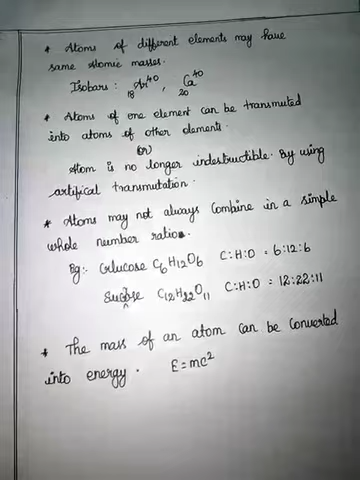 * Atoms of different elements may have
same atomic masses.
Isobars : ₁₈Ar⁴⁰ , ₂₀Ca⁴⁰
* Atoms of one element can be transmuted
into atoms of other elements.
(or)
Atom is no longer indestructible. By using
artifical transmutation.
* Atoms may not always combine in a simple
whole number ratio.
Eg:- Glucose C₆H₁₂O₆ C:H:O = 6:12:6
Sucrose C₁₂H₂₂O₁₁ C:H:O = 12:22:11
* The mass of an atom can be converted
into energy. E=mc²